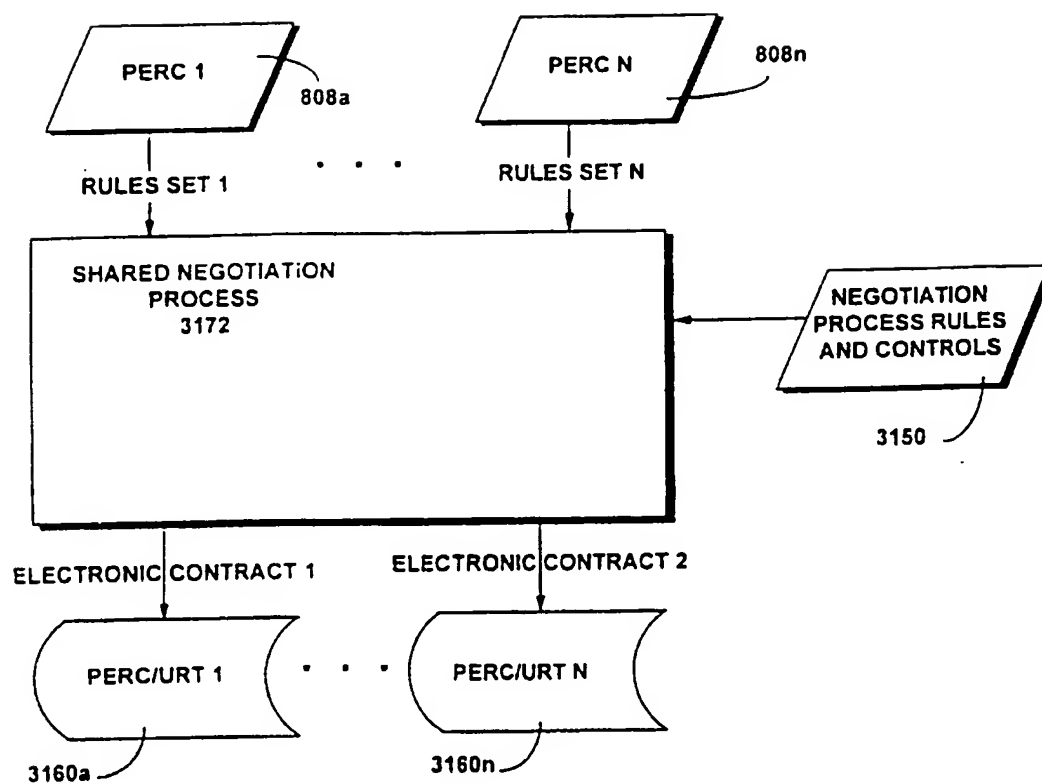 PERC 1
808a
PERC N
808n
RULES SET 1
. . .
RULES SET N
SHARED NEGOTIATION
PROCESS
3172
NEGOTIATION
PROCESS RULES
AND CONTROLS
3150
ELECTRONIC CONTRACT 1
ELECTRONIC CONTRACT 2
PERC/URT 1
. . .
PERC/URT N
3160a
3160n